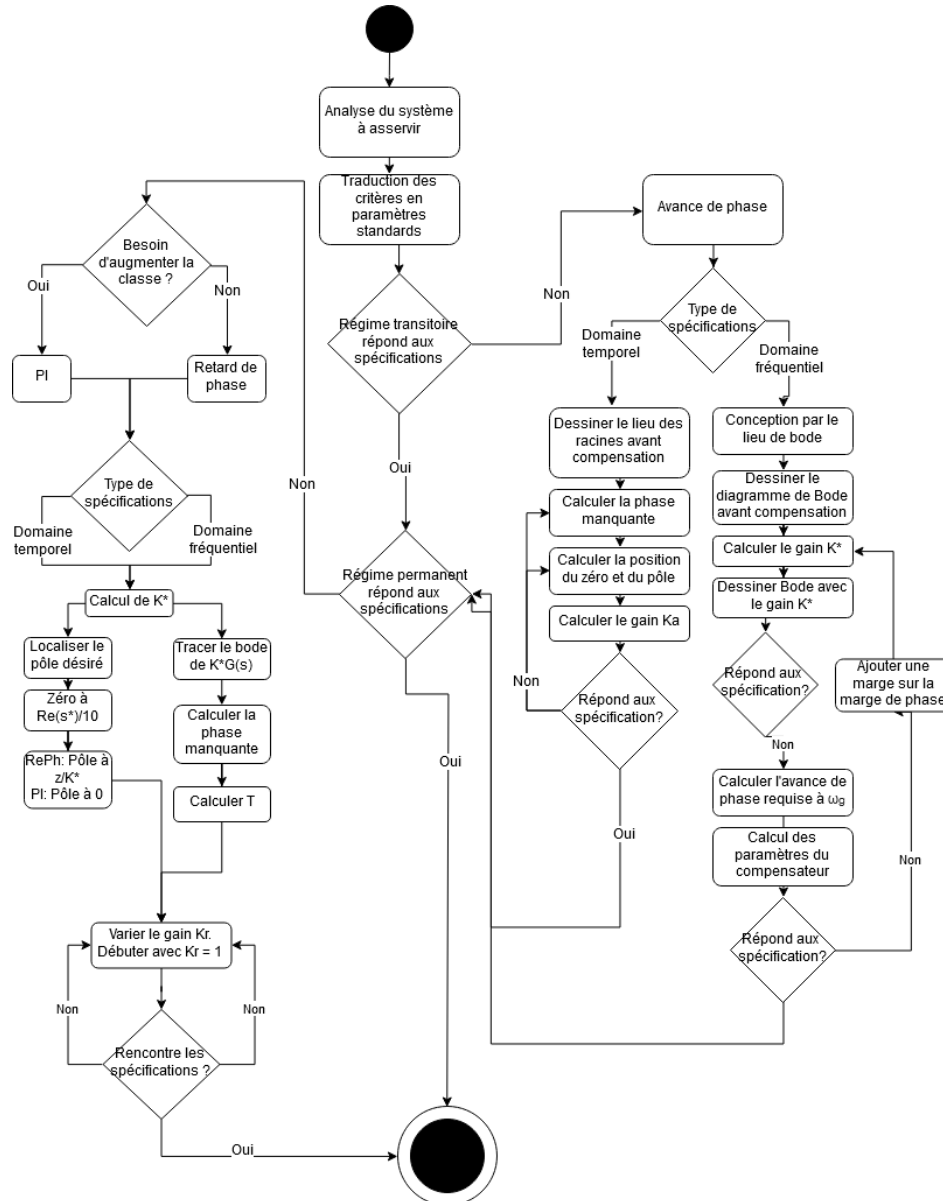 Analyse du système
à asservir
Traduction des
critères en
paramètres
standards
Régime transitoire
répond aux
spécifications
Non
Oui
Régime permanent
répond aux
spécifications
Non
Oui
Besoin
d'augmenter la
classe ?
Oui
Non
PI
Retard de
phase
Type de
spécifications
Domaine
temporel
Domaine
fréquentiel
Calcul de K*
Localiser le
pôle désiré
Zéro à
Re(s*)/10
RePh: Pôle à
z/K*
PI: Pôle à 0
Tracer le bode
de K*G(s)
Calculer la
phase
manquante
Calculer T
Varier le gain Kr.
Débuter avec Kr = 1
Non
Non
Rencontre les
spécifications ?
Oui
Avance de phase
Type de
spécifications
Domaine
temporel
Domaine
fréquentiel
Dessiner le lieu des
racines avant
compensation
Calculer la phase
manquante
Calculer la position
du zéro et du pôle
Calculer le gain Ka
Non
Répond aux
spécification?
Oui
Conception par le
lieu de bode
Dessiner le
diagramme de Bode
avant compensation
Calculer le gain K*
Dessiner Bode avec
le gain K*
Répond aux
spécification?
Non
Calculer l'avance de
phase requise à ωg
Calcul des
paramètres du
compensateur
Répond aux
spécification?
Non
Ajouter une
marge sur la
marge de phase